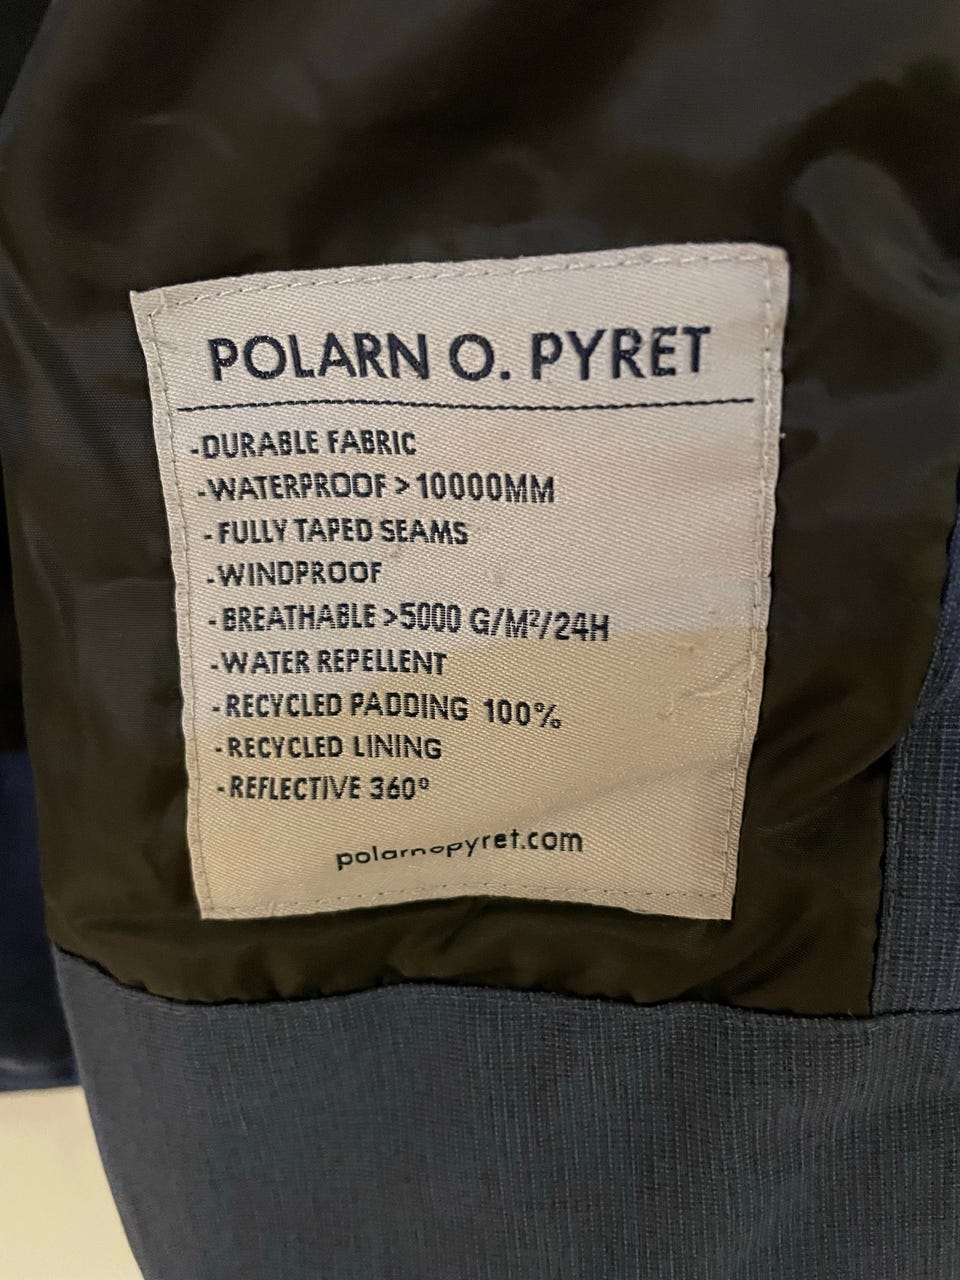 POLARN O. PYRET
-DURABLE FABRIC
-WATERPROOF >10000MM
-FULLY TAPED SEAMS
-WINDPROOF
-BREATHABLE >5000 G/M²/24H
-WATER REPELLENT
-RECYCLED PADDING 100%
-RECYCLED LINING
-REFLECTIVE 360°
polarnopyret.com